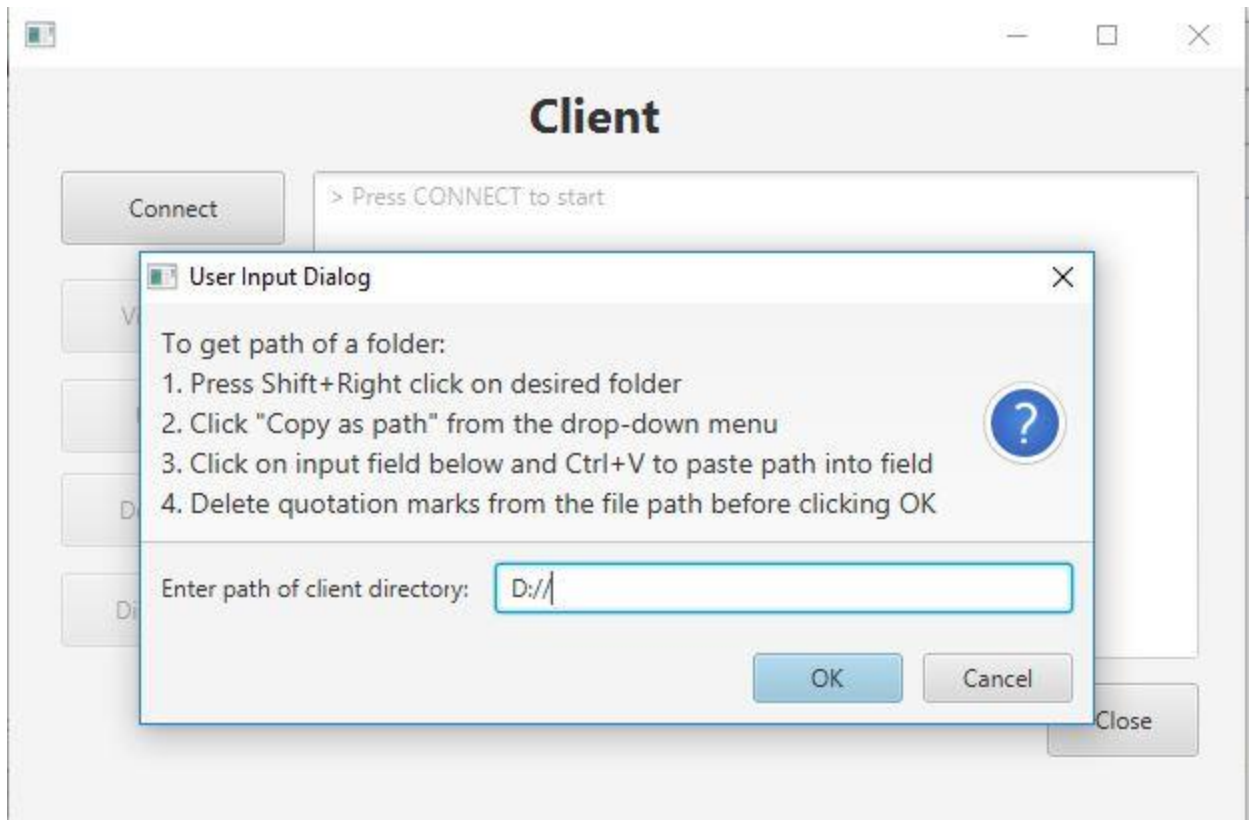 Client
Connect
> Press CONNECT to start
User Input Dialog
To get path of a folder:
1. Press Shift+Right click on desired folder
2. Click "Copy as path" from the drop-down menu
3. Click on input field below and Ctrl+V to paste path into field
4. Delete quotation marks from the file path before clicking OK
Enter path of client directory: D://
OK Cancel
Close